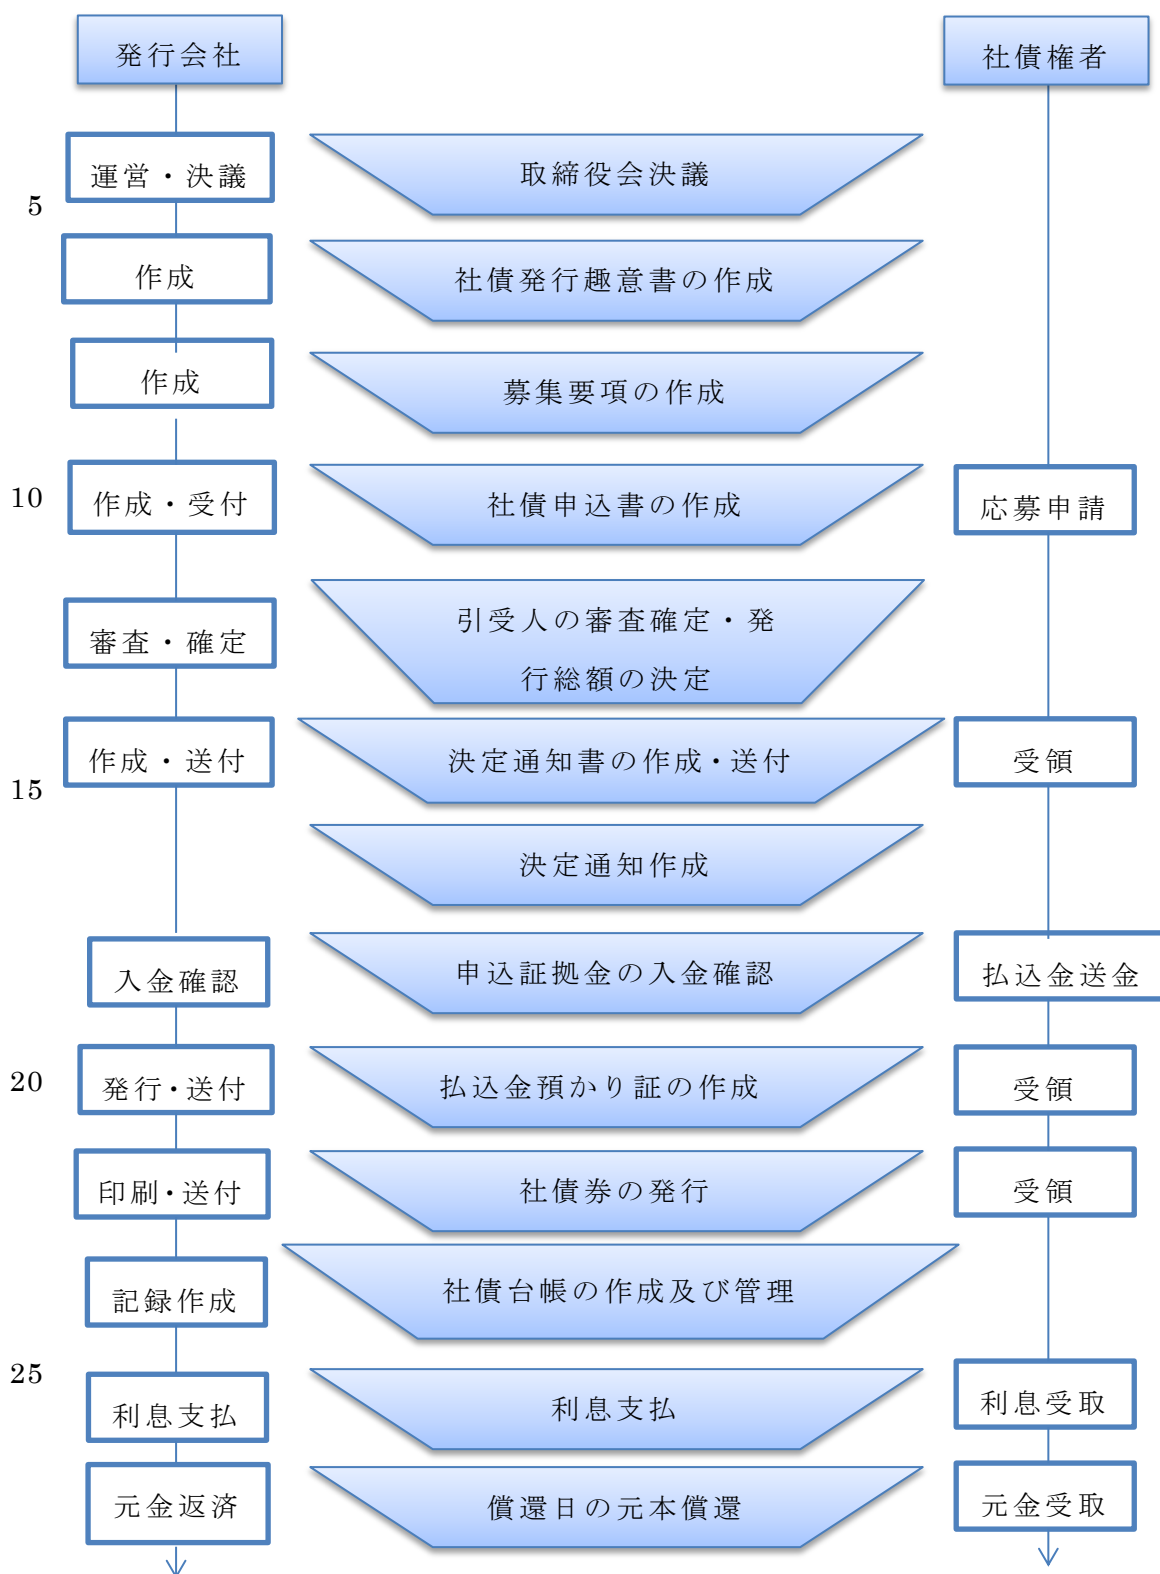 発行会社
社債権者
運営・決議
取締役会決議
5
作成
社債発行趣意書の作成
作成
募集要項の作成
10
作成・受付
社債申込書の作成
応募申請
審査・確定
引受人の審査確定・発
行総額の決定
作成・送付
決定通知書の作成・送付
受領
15
決定通知作成
入金確認
申込証拠金の入金確認
払込金送金
20
発行・送付
払込金預かり証の作成
受領
印刷・送付
社債券の発行
受領
記録作成
社債台帳の作成及び管理
25
利息支払
利息支払
利息受取
元金返済
償還日の元本償還
元金受取